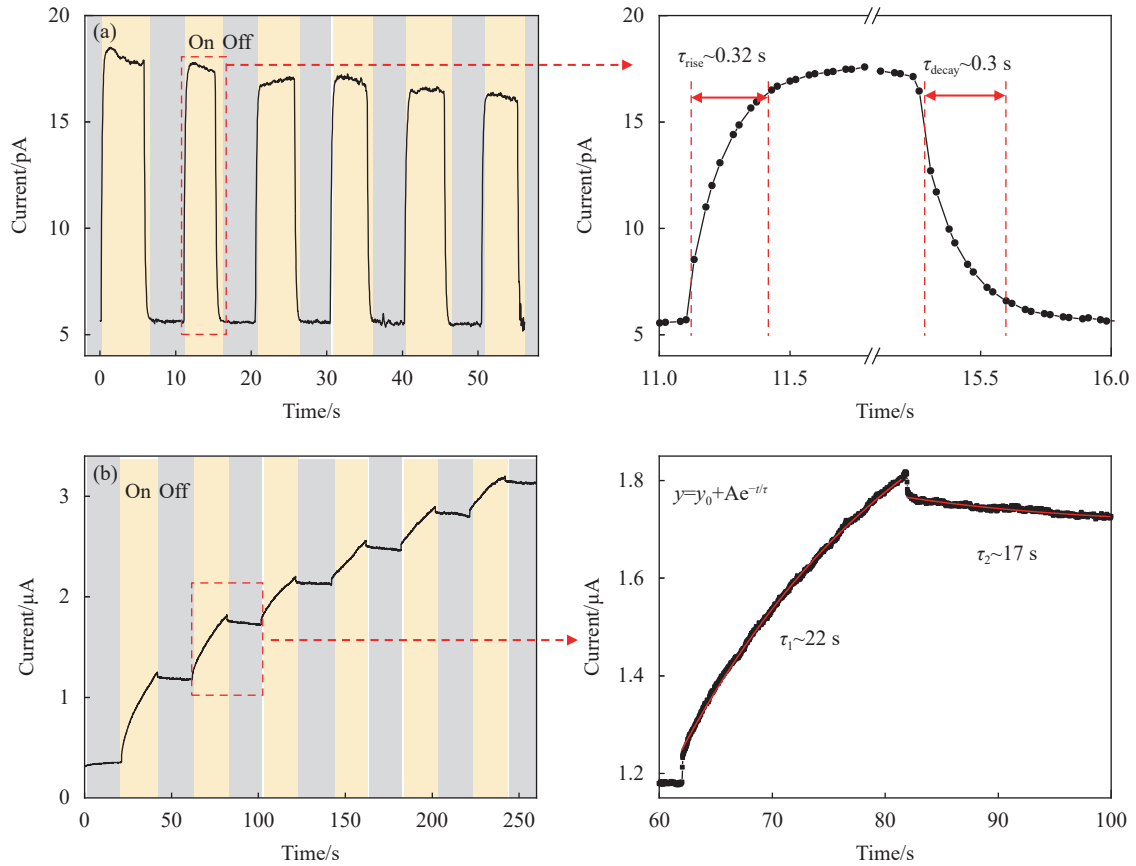 (a)
On Off
20
15
10
5
Current/pA
0 10 20 30 40 50
Time/s
τrise~0.32 s
τdecay~0.3 s
20
15
10
5
Current/pA
11.0 11.5 15.5 16.0
Time/s
(b)
On Off
3
2
1
0
Current/μA
0 50 100 150 200 250
Time/s
y=y0+Ae−t/τ
τ2~17 s
τ1~22 s
1.8
1.6
1.4
1.2
Current/μA
60 70 80 90 100
Time/s